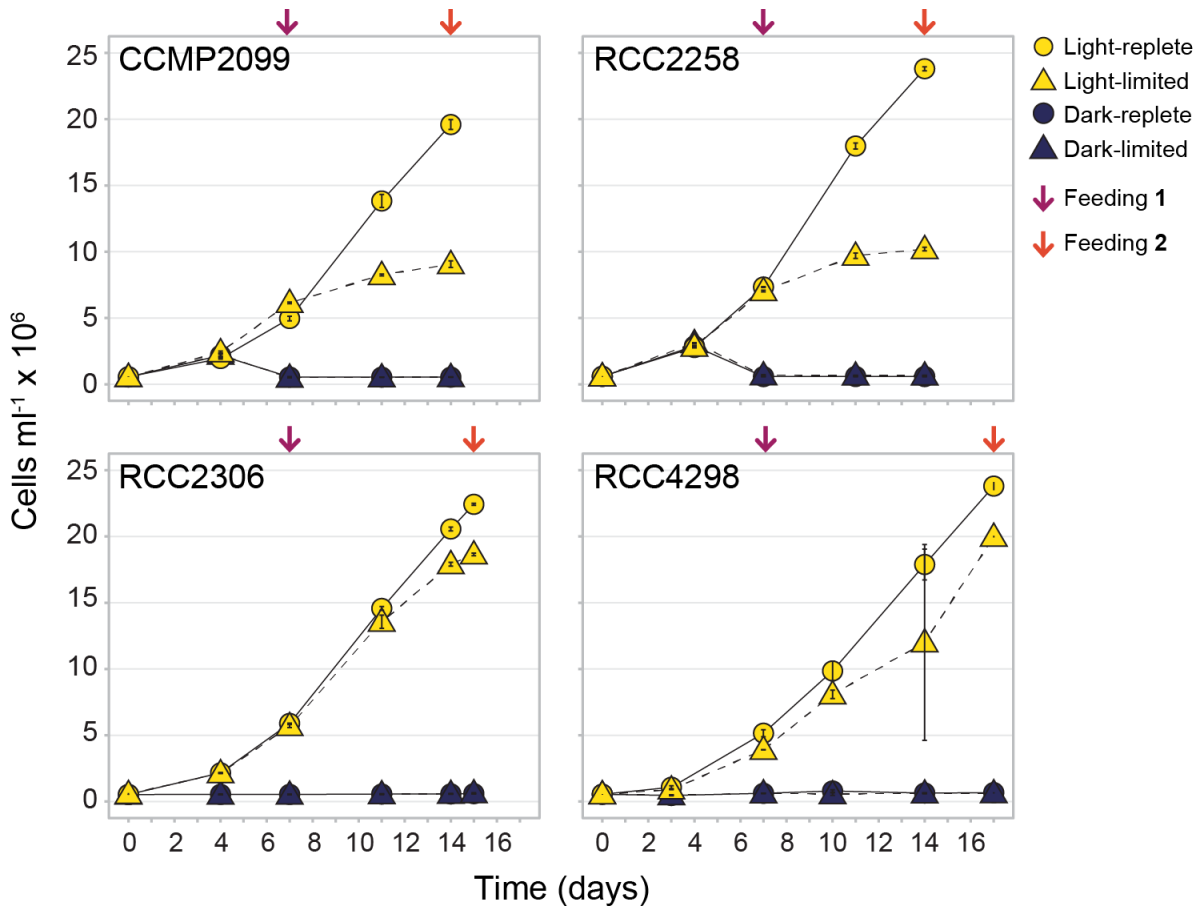 CCMP2099
RCC2258
Light-replete
Light-limited
Dark-replete
Dark-limited
Feeding 1
Feeding 2
25
20
15
10
5
0
RCC2306
RCC4298
25
20
15
10
5
0
0 2 4 6 8 10 12 14 16
0 2 4 6 8 10 12 14 16
Cells ml⁻¹ x 10⁶
Time (days)